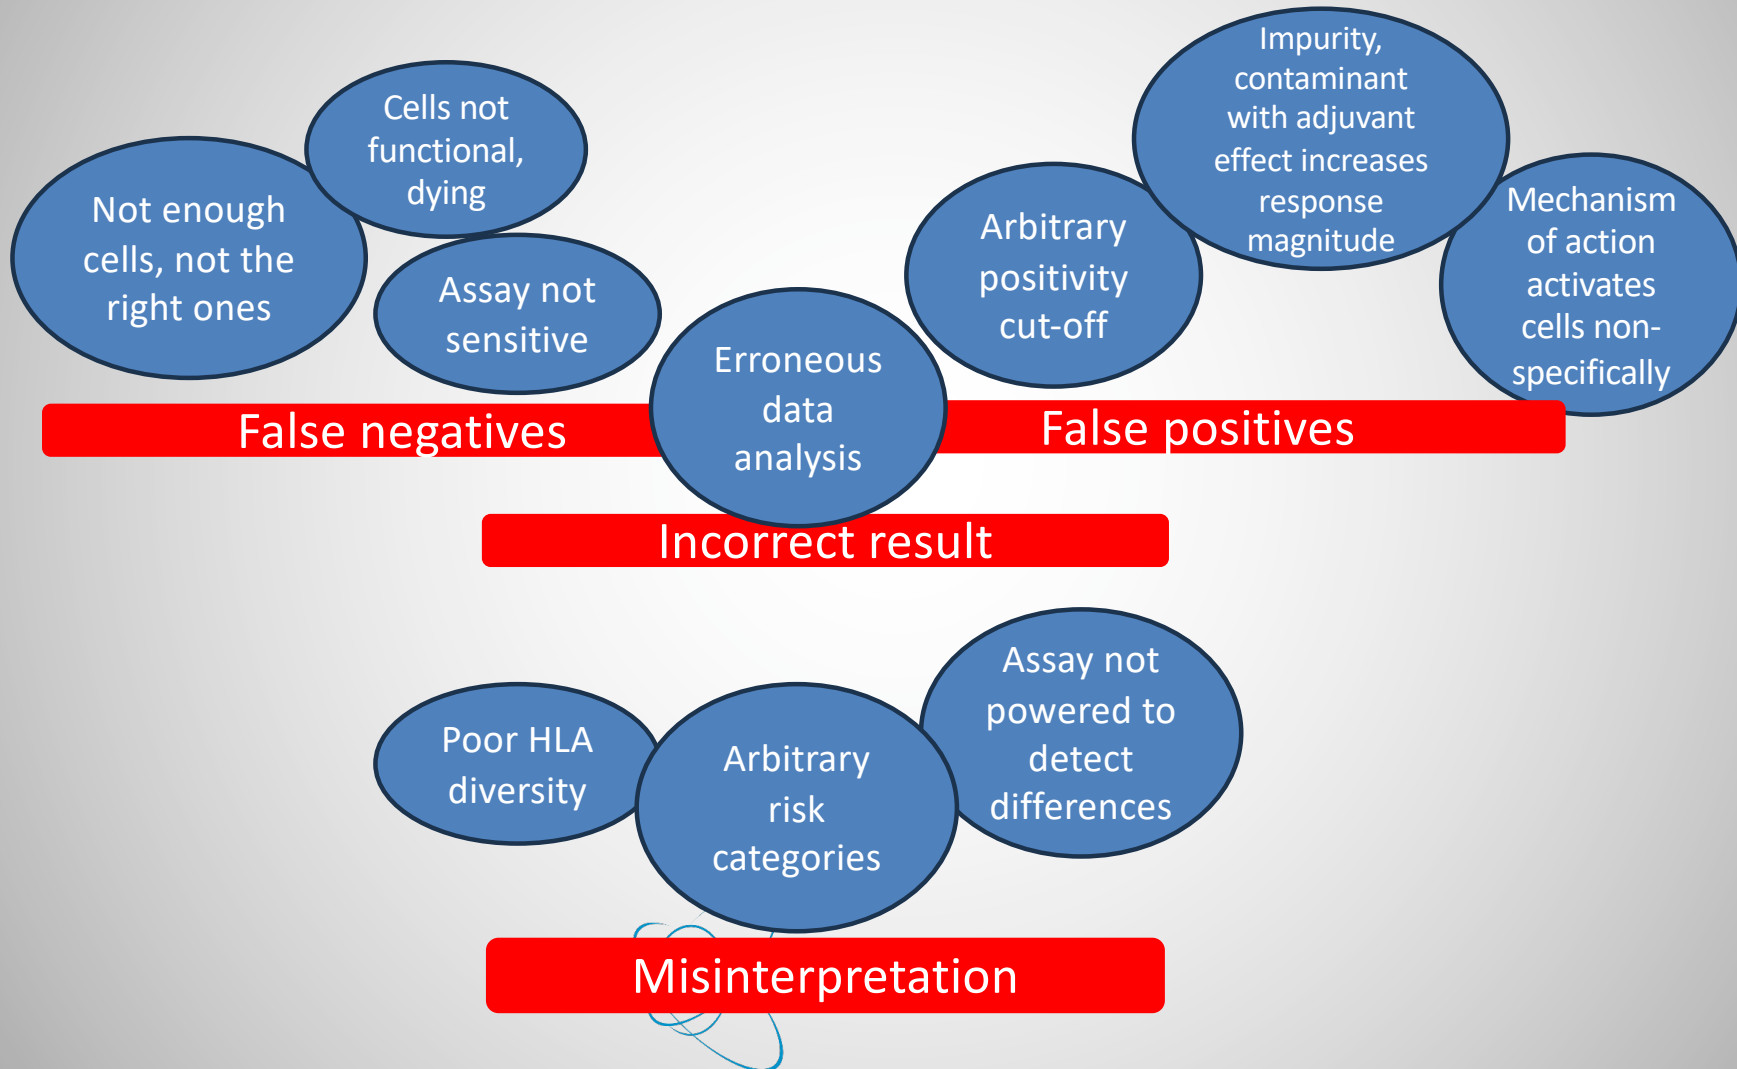 Not enough
cells, not the
right ones
Cells not
functional,
dying
Assay not
sensitive
Erroneous
data
analysis
Arbitrary
positivity
cut-off
Impurity,
contaminant
with adjuvant
effect increases
response
magnitude
Mechanism
of action
activates
cells non-
specifically
False negatives
False positives
Incorrect result
Poor HLA
diversity
Arbitrary
risk
categories
Assay not
powered to
detect
differences
Misinterpretation